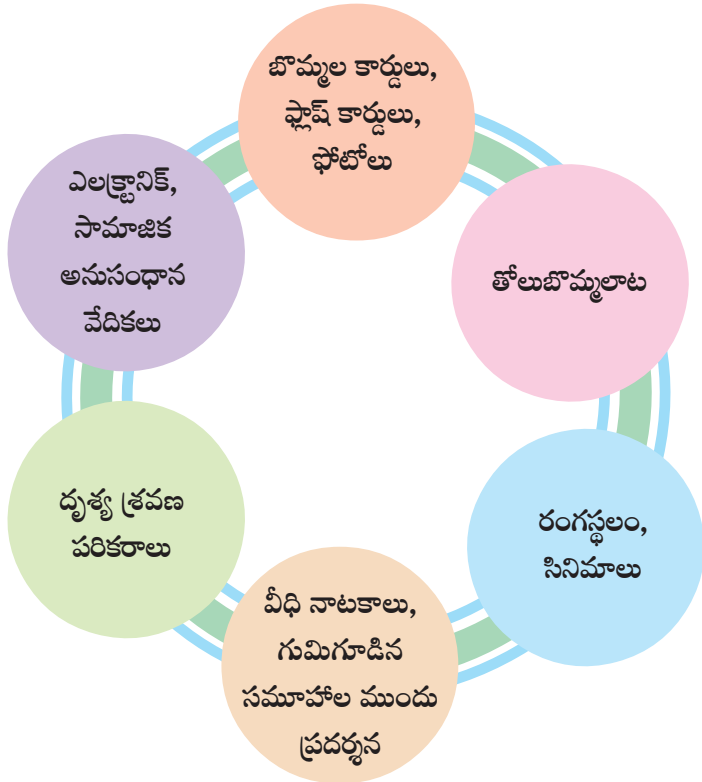 బొమ్మల కార్డులు,
ఫ్లాష్ కార్డులు,
ఫోటోలు
తోలుబొమ్మలాట
రంగస్థలం,
సినిమాలు
వీధి నాటకాలు,
గుమిగూడిన
సమూహాల ముందు
ప్రదర్శన
దృశ్య శ్రవణ
పరికరాలు
ఎలక్ట్రానిక్,
సామాజిక
అనుసంధాన
వేదికలు